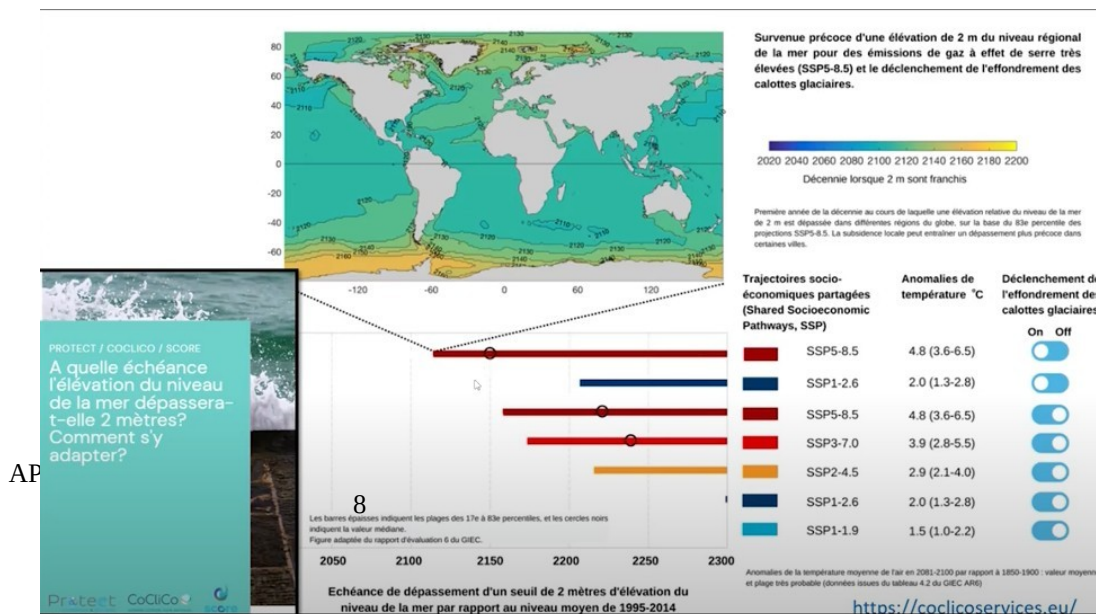 Survenue précoce d'une élévation de 2 m du niveau régional
de la mer pour des émissions de gaz à effet de serre très
élevées (SSP5-8.5) et le déclenchement de l'effondrement des
calottes glaciaires.
80
60
40
20
0
-20
-40
-60
-120 -60 0 60 120
2020 2040 2060 2080 2100 2120 2140 2160 2180 2200
Décennie lorsque 2 m sont franchis
Première année de la décennie au cours de laquelle une élévation relative du niveau de la mer
de 2 m est dépassée dans différentes régions du globe, sur la base du 83e percentile des
projections SSP5-8.5. La subsidence locale peut entraîner un dépassement plus précoce dans
certaines villes.
PROTECT / COCLICO / SCORE
A quelle échéance
l'élévation du niveau
de la mer dépassera-
t-elle 2 mètres?
Comment s'y
adapter?
Protect CoCliCo score
AP
8
Trajectoires socio-
économiques partagées
(Shared Socioeconomic
Pathways, SSP)
Anomalies de
température °C
Déclenchement de
l'effondrement des
calottes glaciaires
On Off
SSP5-8.5 4.8 (3.6-6.5)
SSP1-2.6 2.0 (1.3-2.8)
SSP5-8.5 4.8 (3.6-6.5)
SSP3-7.0 3.9 (2.8-5.5)
SSP2-4.5 2.9 (2.1-4.0)
SSP1-2.6 2.0 (1.3-2.8)
SSP1-1.9 1.5 (1.0-2.2)
Les barres épaisses indiquent les plages des 17e à 83e percentiles, et les cercles noirs
indiquent la valeur médiane.
Figure adaptée du rapport d'évaluation 6 du GIEC.
2050 2100 2150 2200 2250 2300
Echéance de dépassement d'un seuil de 2 mètres d'élévation du
niveau de la mer par rapport au niveau moyen de 1995-2014
Anomalies de la température moyenne de l'air en 2081-2100 par rapport à 1850-1900 : valeur moyenne
et plage très probable (données issues du tableau 4.2 du GIEC AR6)
https://coclicoservices.eu/